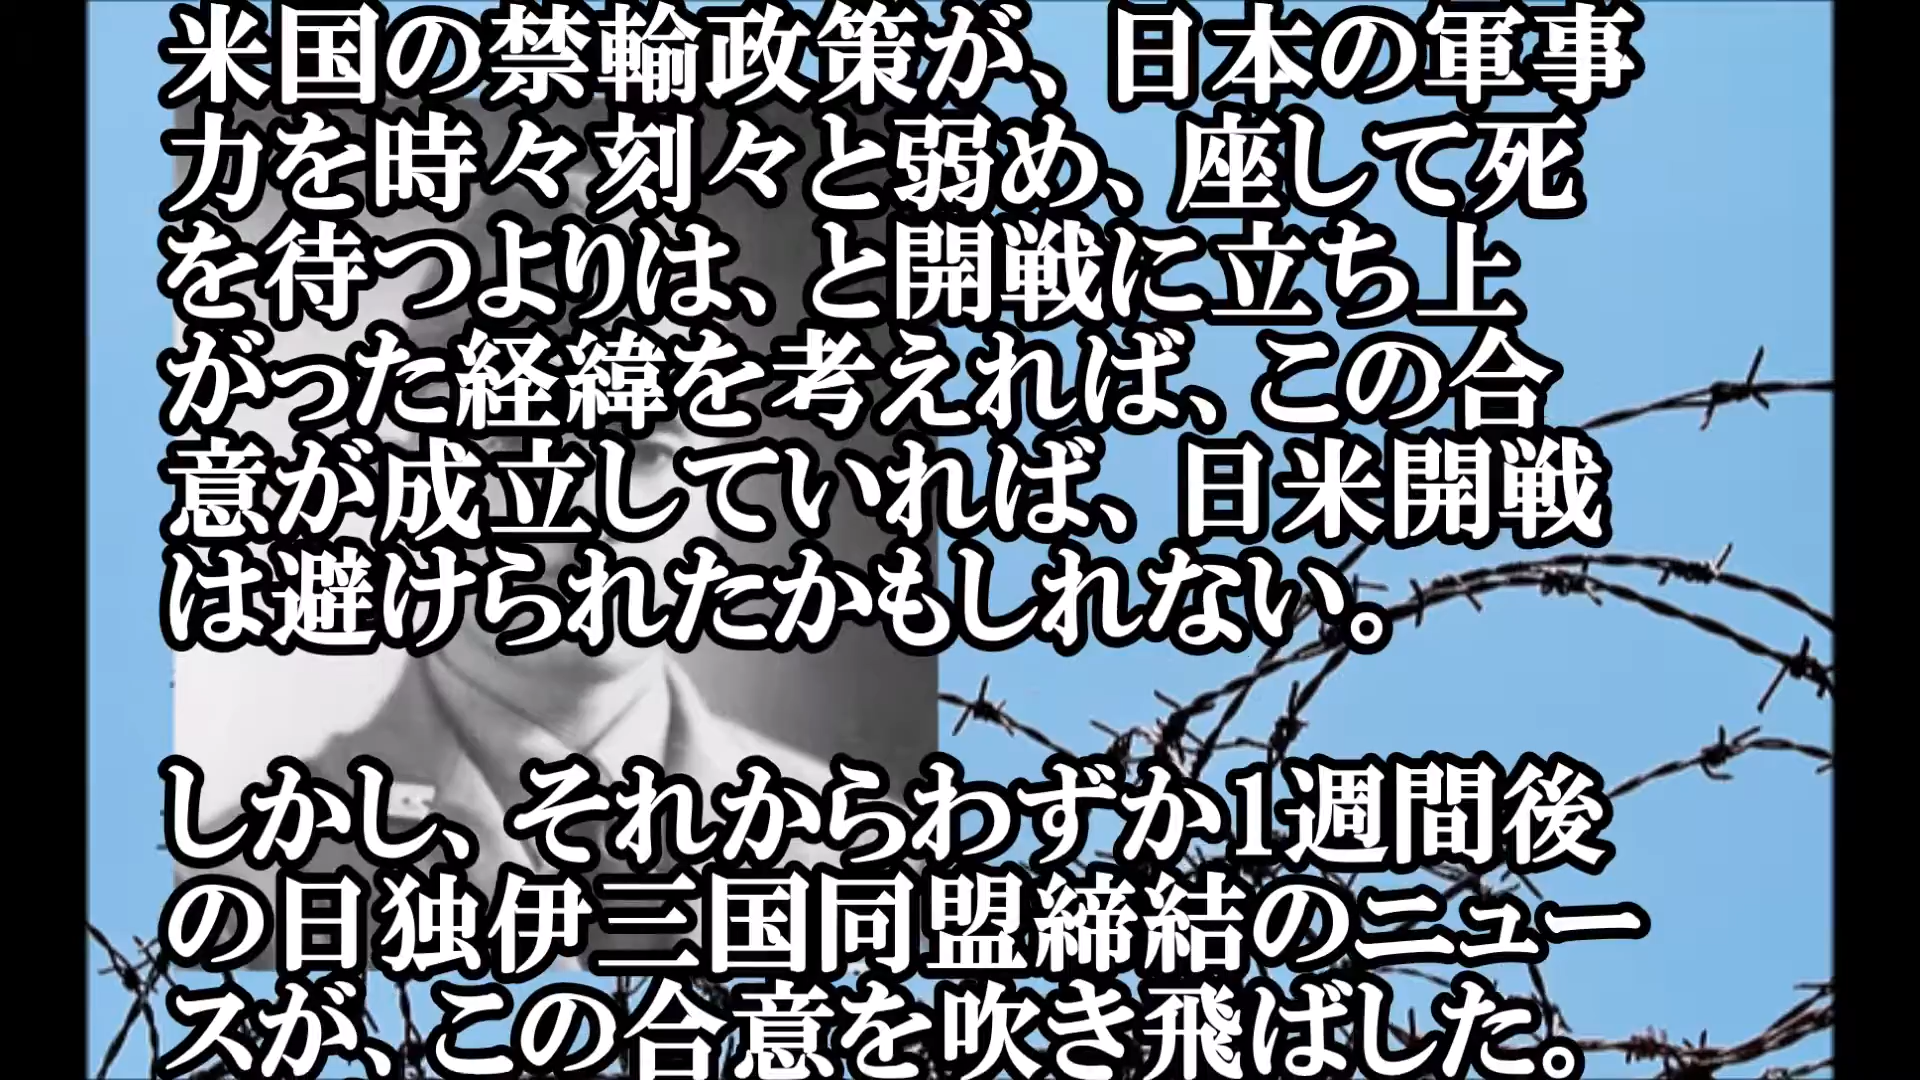 米国の禁輸政策が、日本の軍事
力を時々刻々と弱め、座して死
を待つよりは、と開戦に立ち上
がった経緯を考えれば、この合
意が成立していれば、日米開戦
は避けられたかもしれない。
しかし、それからわずか1週間後
の日独伊三国同盟締結のニュー
スが、この合意を吹き飛ばした。